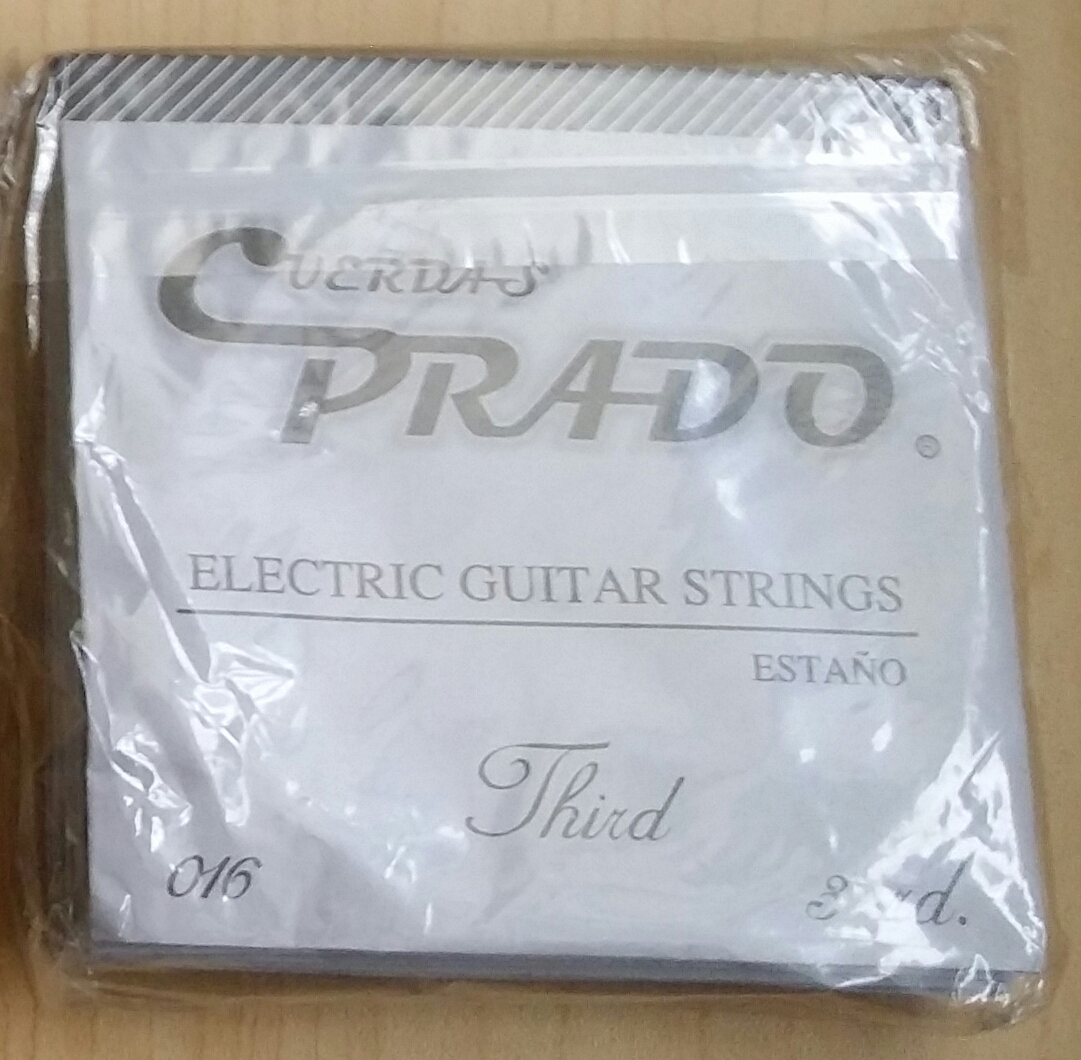 CUERDAS
PRADO ®
ELECTRIC GUITAR STRINGS
ESTAÑO
Third
016